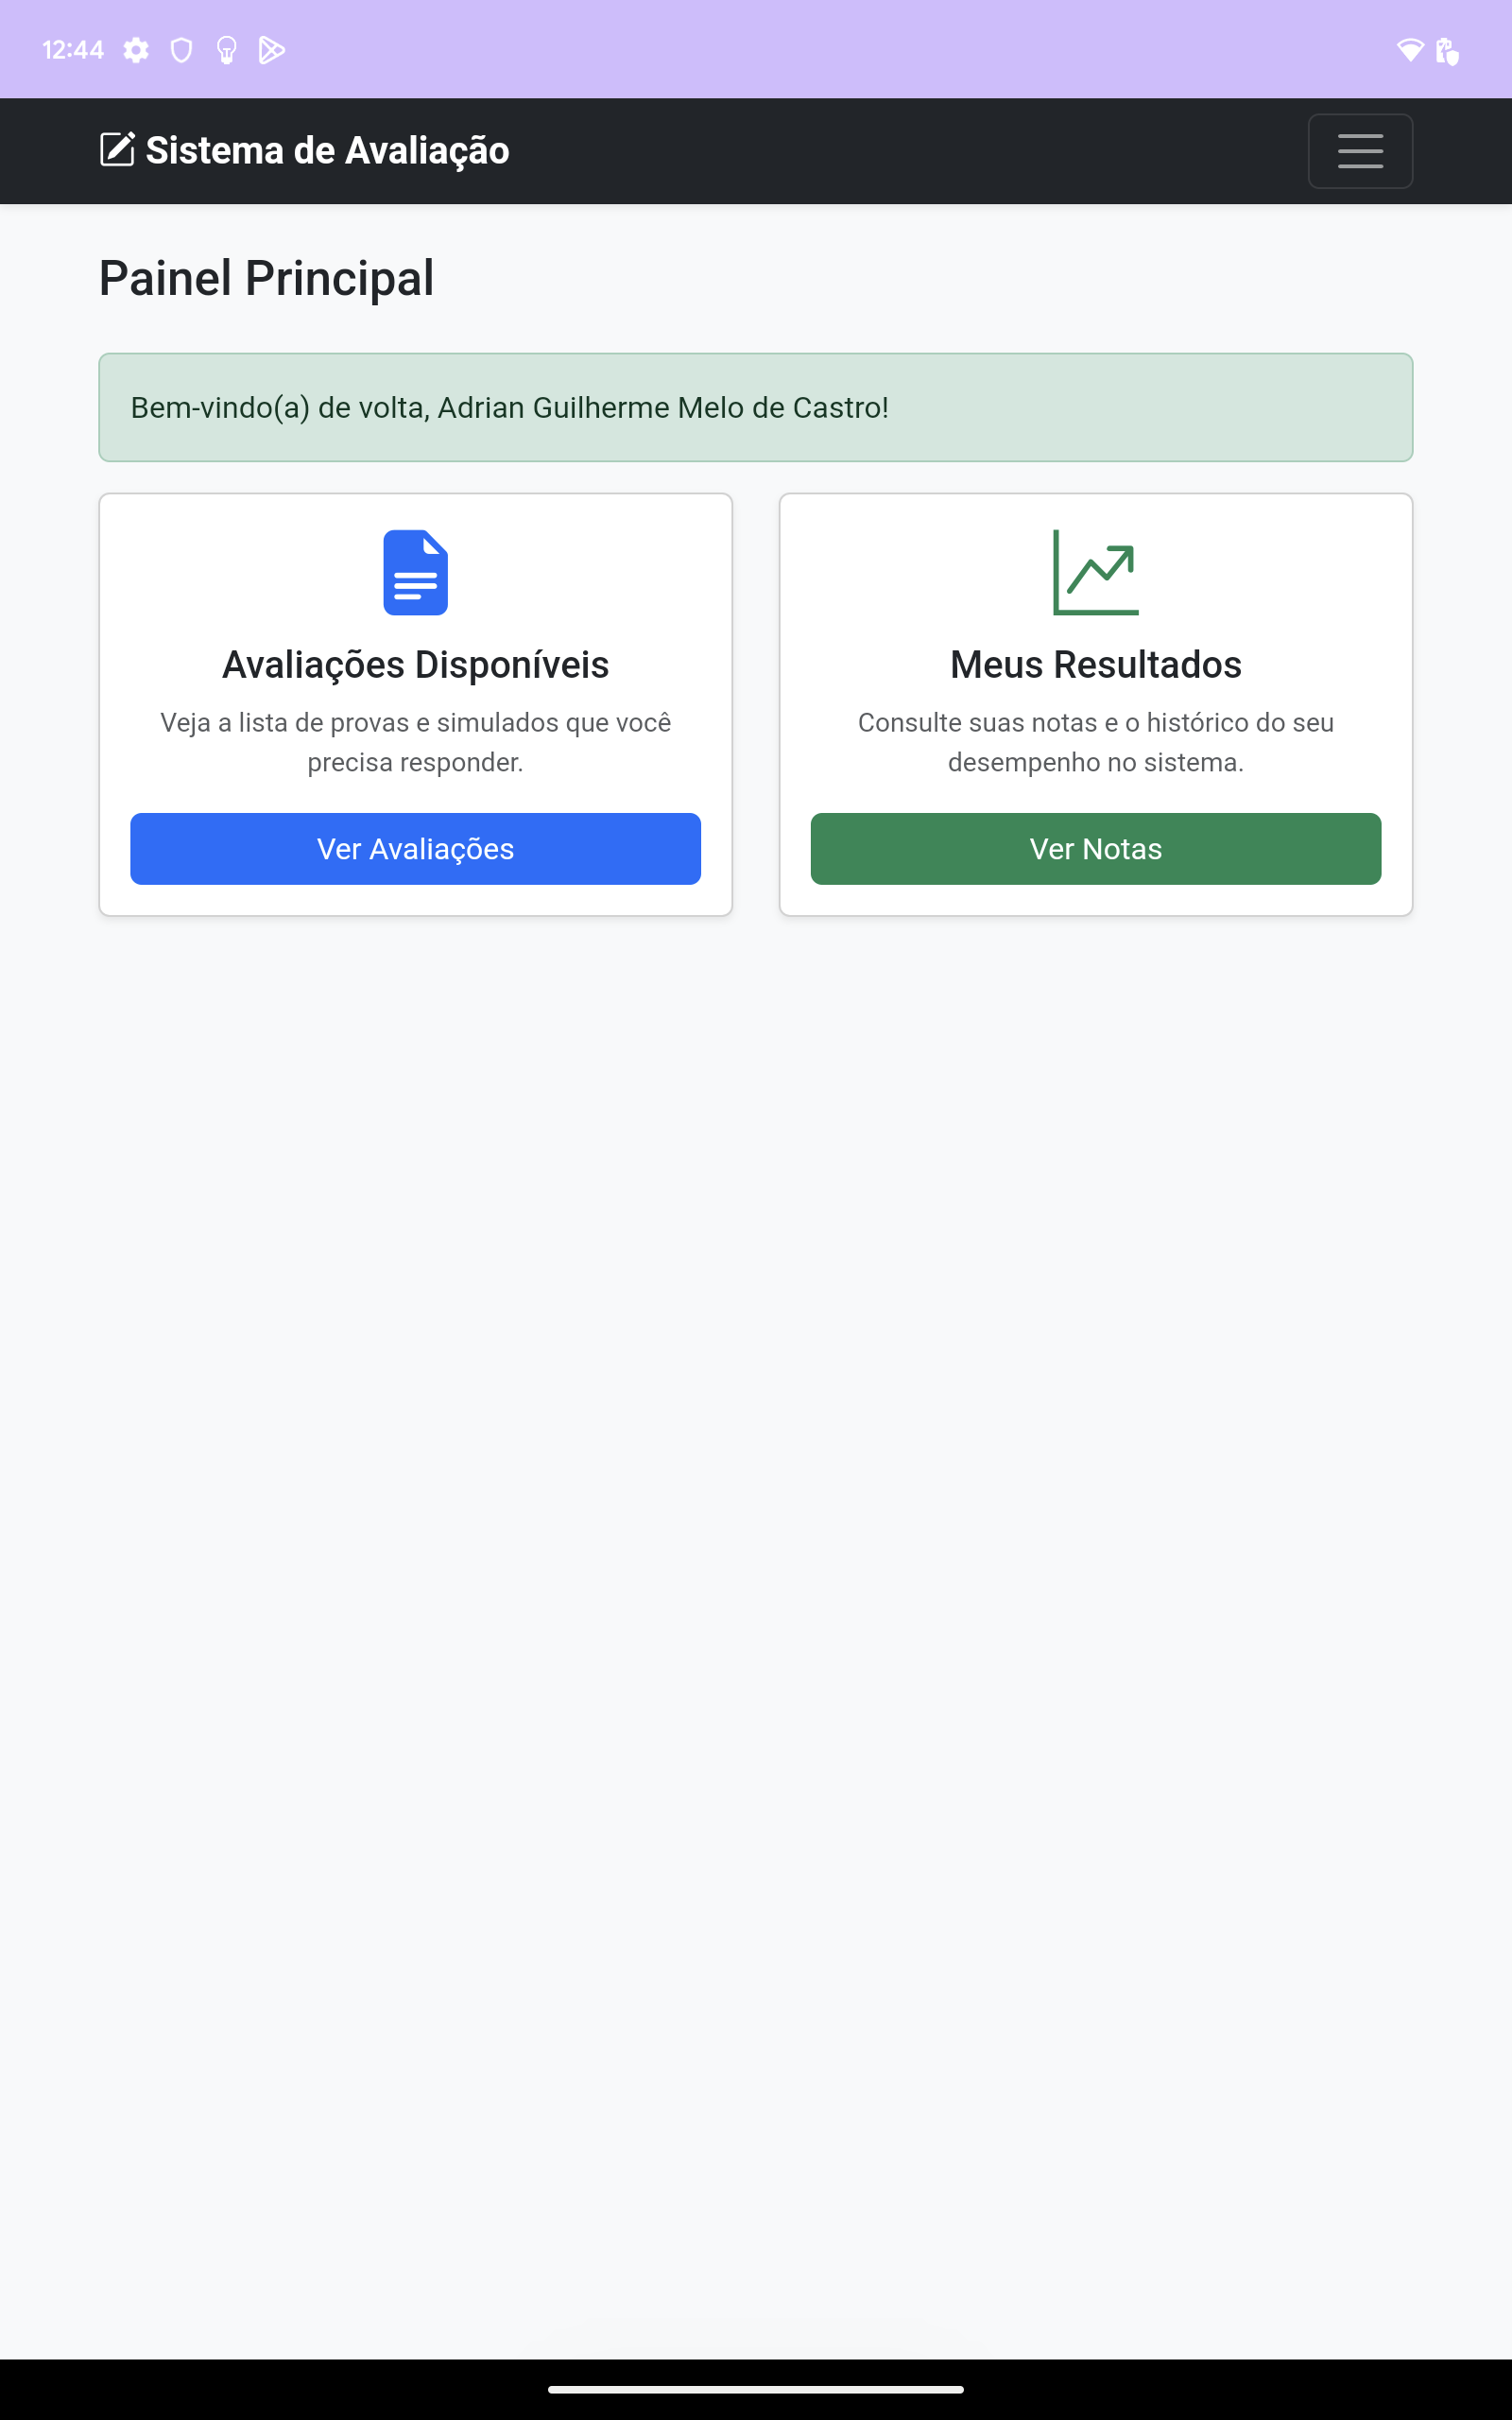 12:44
Sistema de Avaliação
Painel Principal
Bem-vindo(a) de volta, Adrian Guilherme Melo de Castro!
Avaliações Disponíveis
Veja a lista de provas e simulados que você
precisa responder.
Ver Avaliações
Meus Resultados
Consulte suas notas e o histórico do seu
desempenho no sistema.
Ver Notas